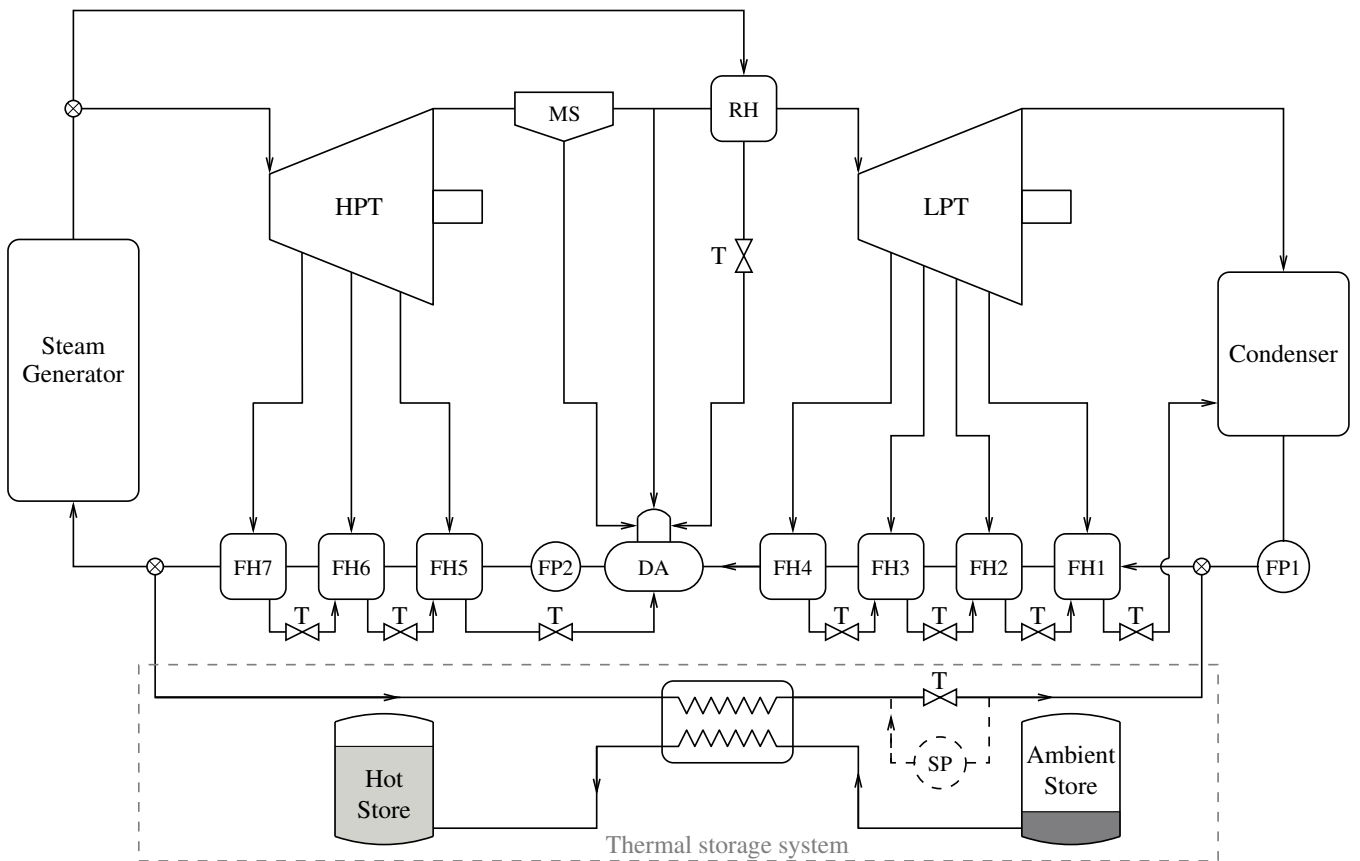 MS
RH
HPT
LPT
T
Steam
Generator
Condenser
FH7
FH6
FH5
FP2
DA
FH4
FH3
FH2
FH1
FP1
T
T
T
T
T
T
T
T
Hot
Store
SP
Ambient
Store
Thermal storage system